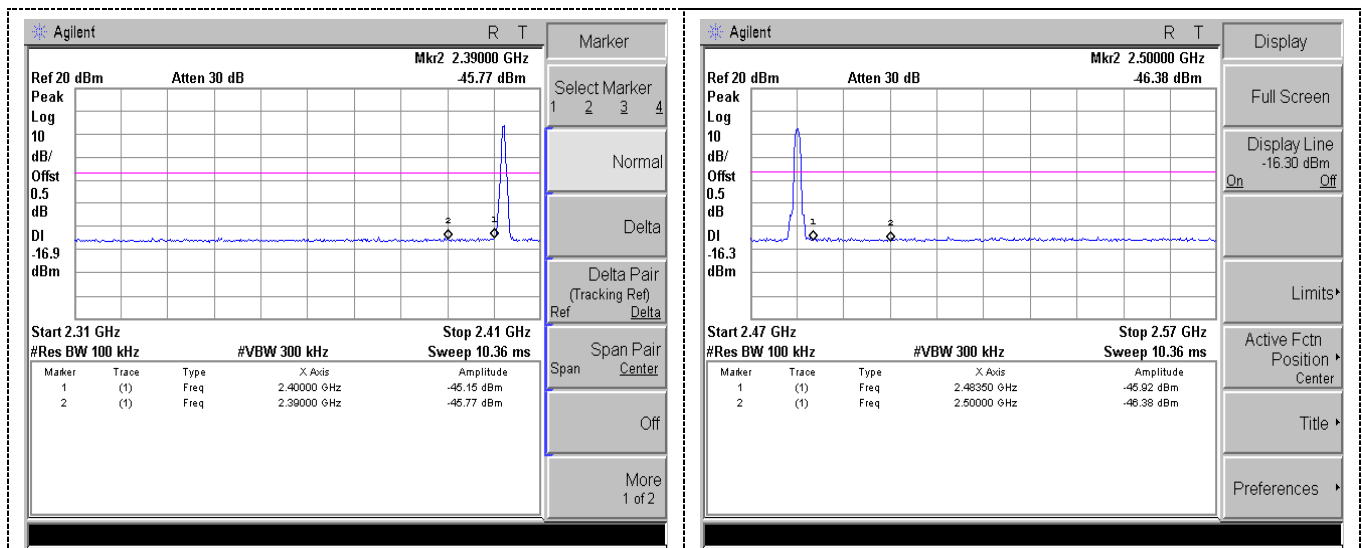 Agilent R T
Mkr2 2.39000 GHz
Ref 20 dBm Atten 30 dB -45.77 dBm
Peak
Log
10
dB/
Offst
0.5
dB
DI
-16.9
dBm
2 1
Start 2.31 GHz Stop 2.41 GHz
#Res BW 100 kHz #VBW 300 kHz Sweep 10.36 ms
Marker Trace Type X Axis Amplitude
1 (1) Freq 2.40000 GHz -45.15 dBm
2 (1) Freq 2.39000 GHz -45.77 dBm
Marker
Select Marker
1 2 3 4
Normal
Delta
Delta Pair
(Tracking Ref)
Ref Delta
Span Pair
Span Center
Off
More
1 of 2
Agilent R T
Mkr2 2.50000 GHz
Ref 20 dBm Atten 30 dB -46.38 dBm
Peak
Log
10
dB/
Offst
0.5
dB
DI
-16.3
dBm
1 2
Start 2.47 GHz Stop 2.57 GHz
#Res BW 100 kHz #VBW 300 kHz Sweep 10.36 ms
Marker Trace Type X Axis Amplitude
1 (1) Freq 2.48350 GHz -45.92 dBm
2 (1) Freq 2.50000 GHz -46.38 dBm
Display
Full Screen
Display Line
-16.30 dBm
On Off
Limits
Active Fctn
Position
Center
Title
Preferences